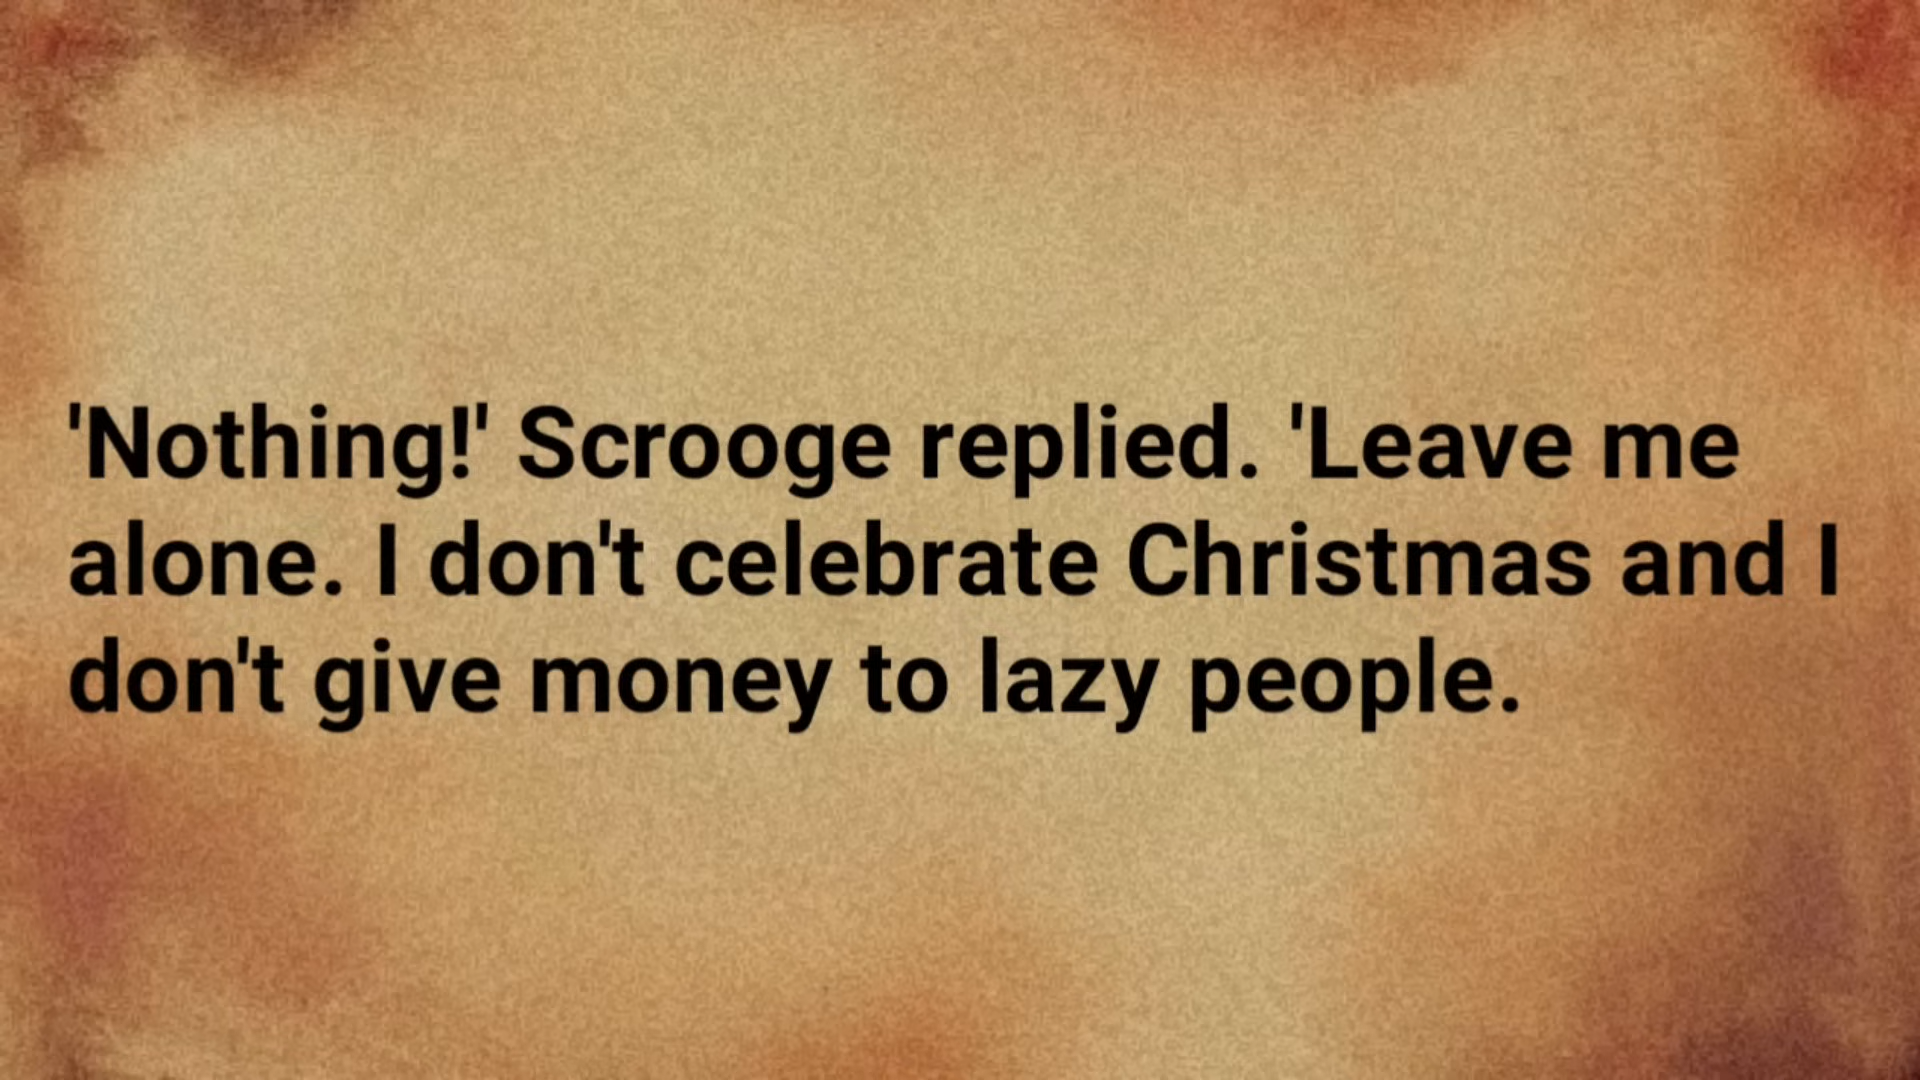 'Nothing!' Scrooge replied. 'Leave me
alone. I don't celebrate Christmas and I
don't give money to lazy people.